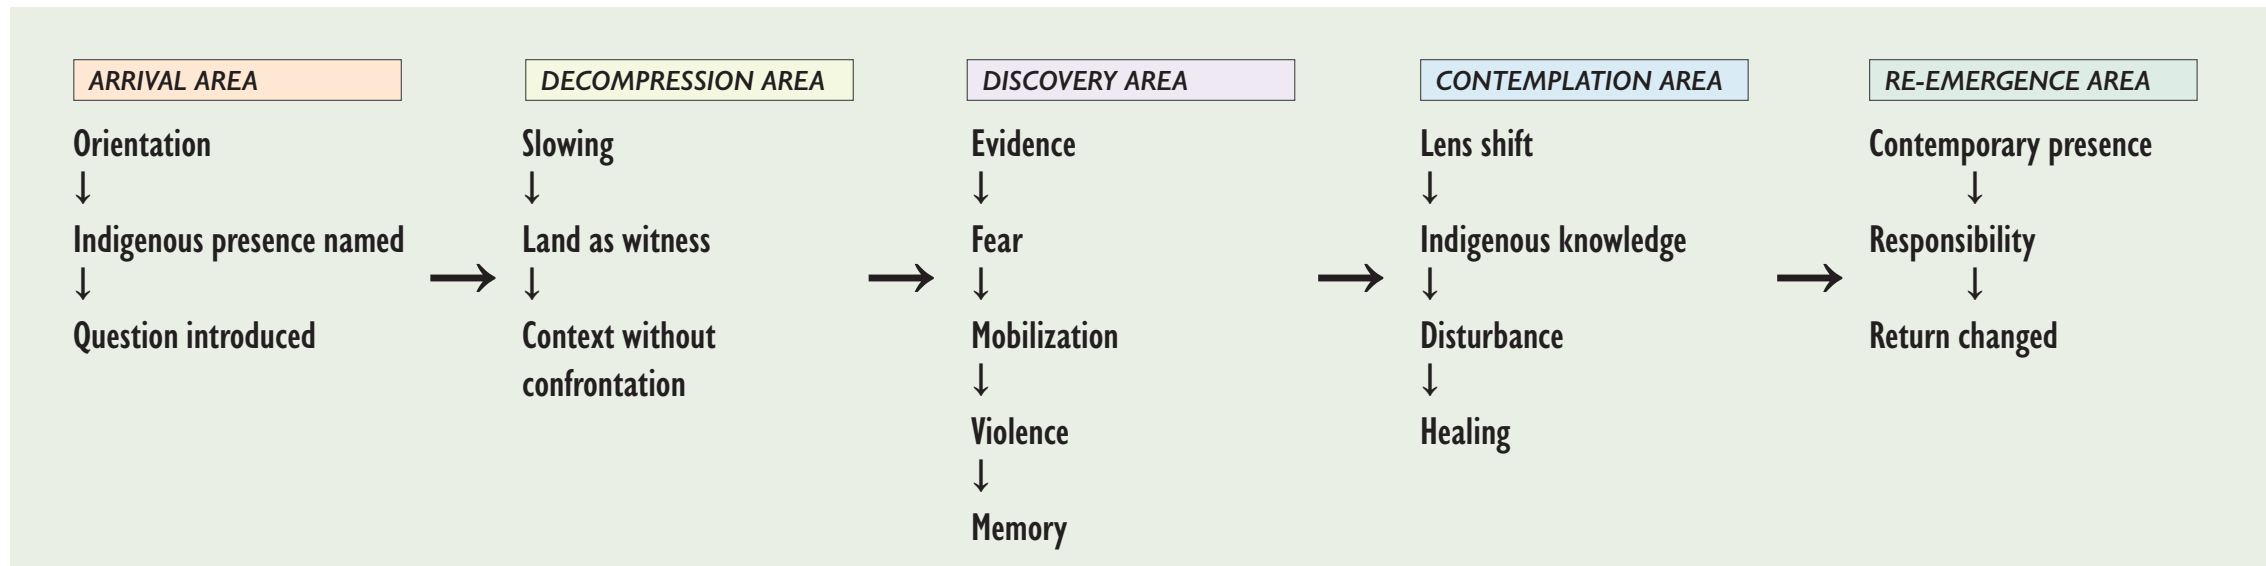 ARRIVAL AREA
Orientation
↓
Indigenous presence named
↓
Question introduced
→
DECOMPRESSION AREA
Slowing
↓
Land as witness
↓
Context without
confrontation
→
DISCOVERY AREA
Evidence
↓
Fear
↓
Mobilization
↓
Violence
↓
Memory
→
CONTEMPLATION AREA
Lens shift
↓
Indigenous knowledge
↓
Disturbance
↓
Healing
→
RE-EMERGENCE AREA
Contemporary presence
↓
Responsibility
↓
Return changed